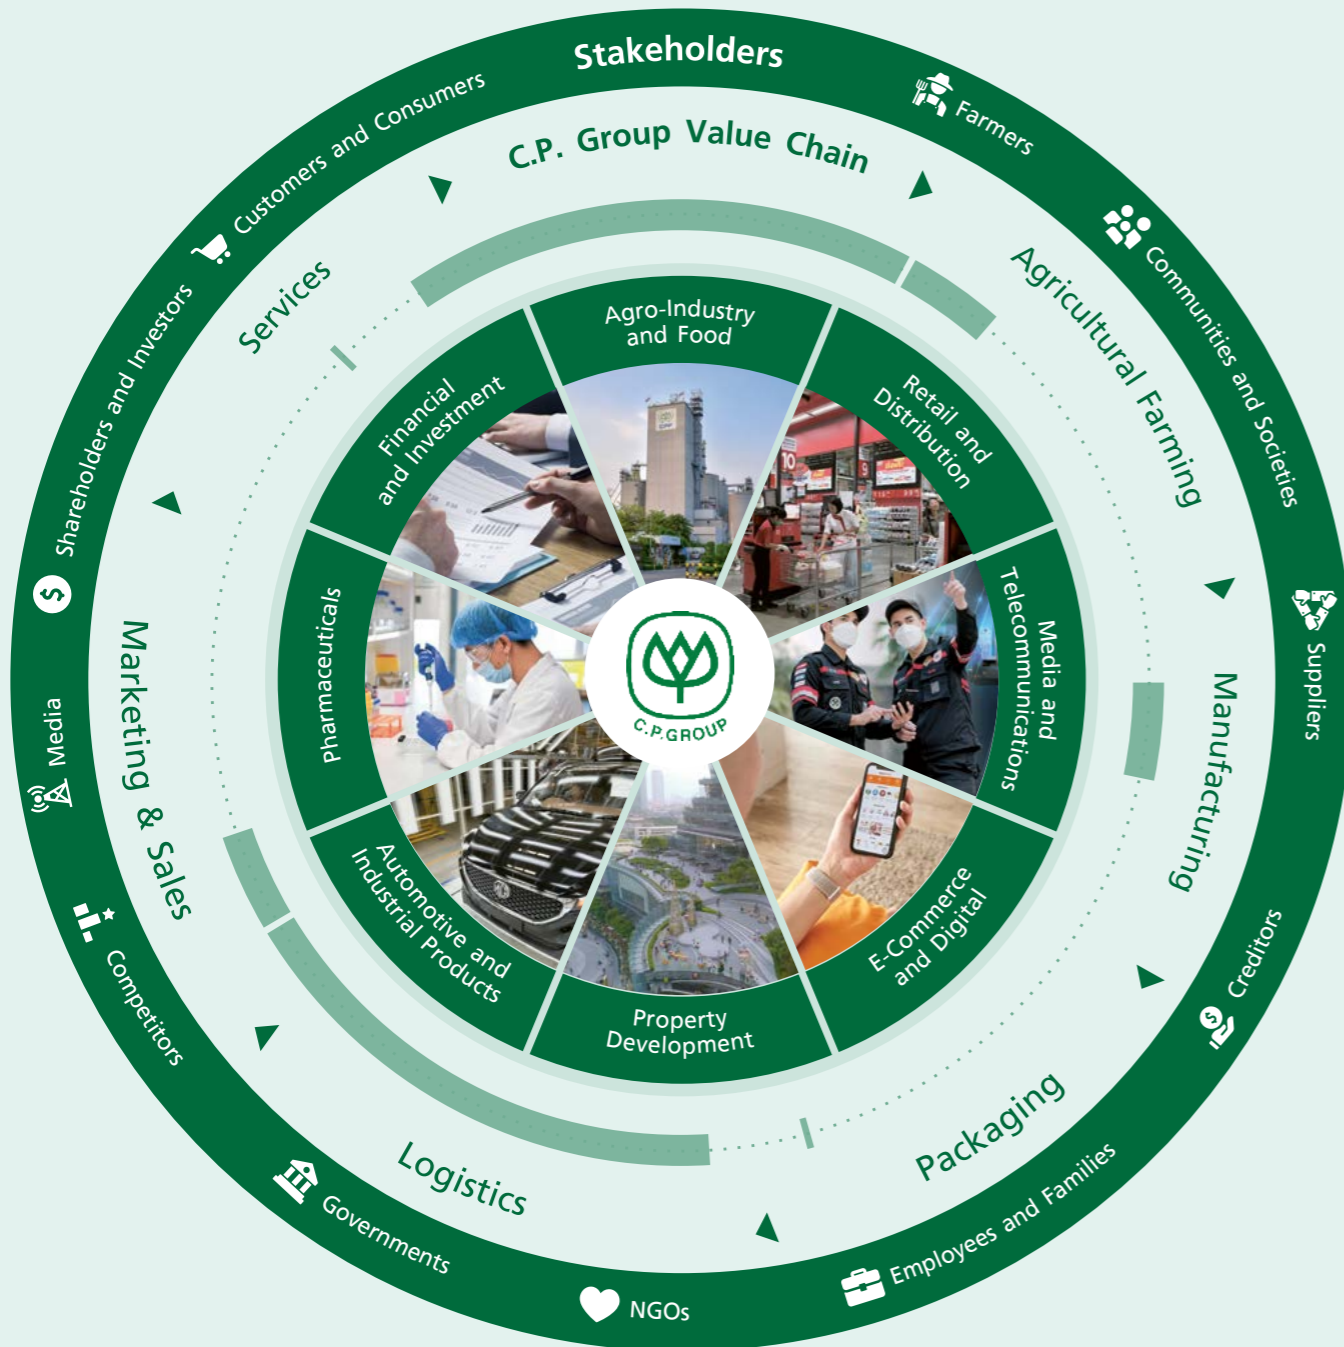 Stakeholders
Farmers
Communities and Societies
Suppliers
Creditors
Employees and Families
NGOs
Governments
Competitors
Media
Shareholders and Investors
Customers and Consumers
C.P. Group Value Chain
Agricultural Farming
Manufacturing
Packaging
Logistics
Marketing & Sales
Services
Agro-Industry
and Food
Retail and
Distribution
Media and
Telecommunications
E-Commerce
and Digital
Property
Development
Automotive and
Industrial Products
Pharmaceuticals
Financial
and Investment
10
9
C.P.GROUP